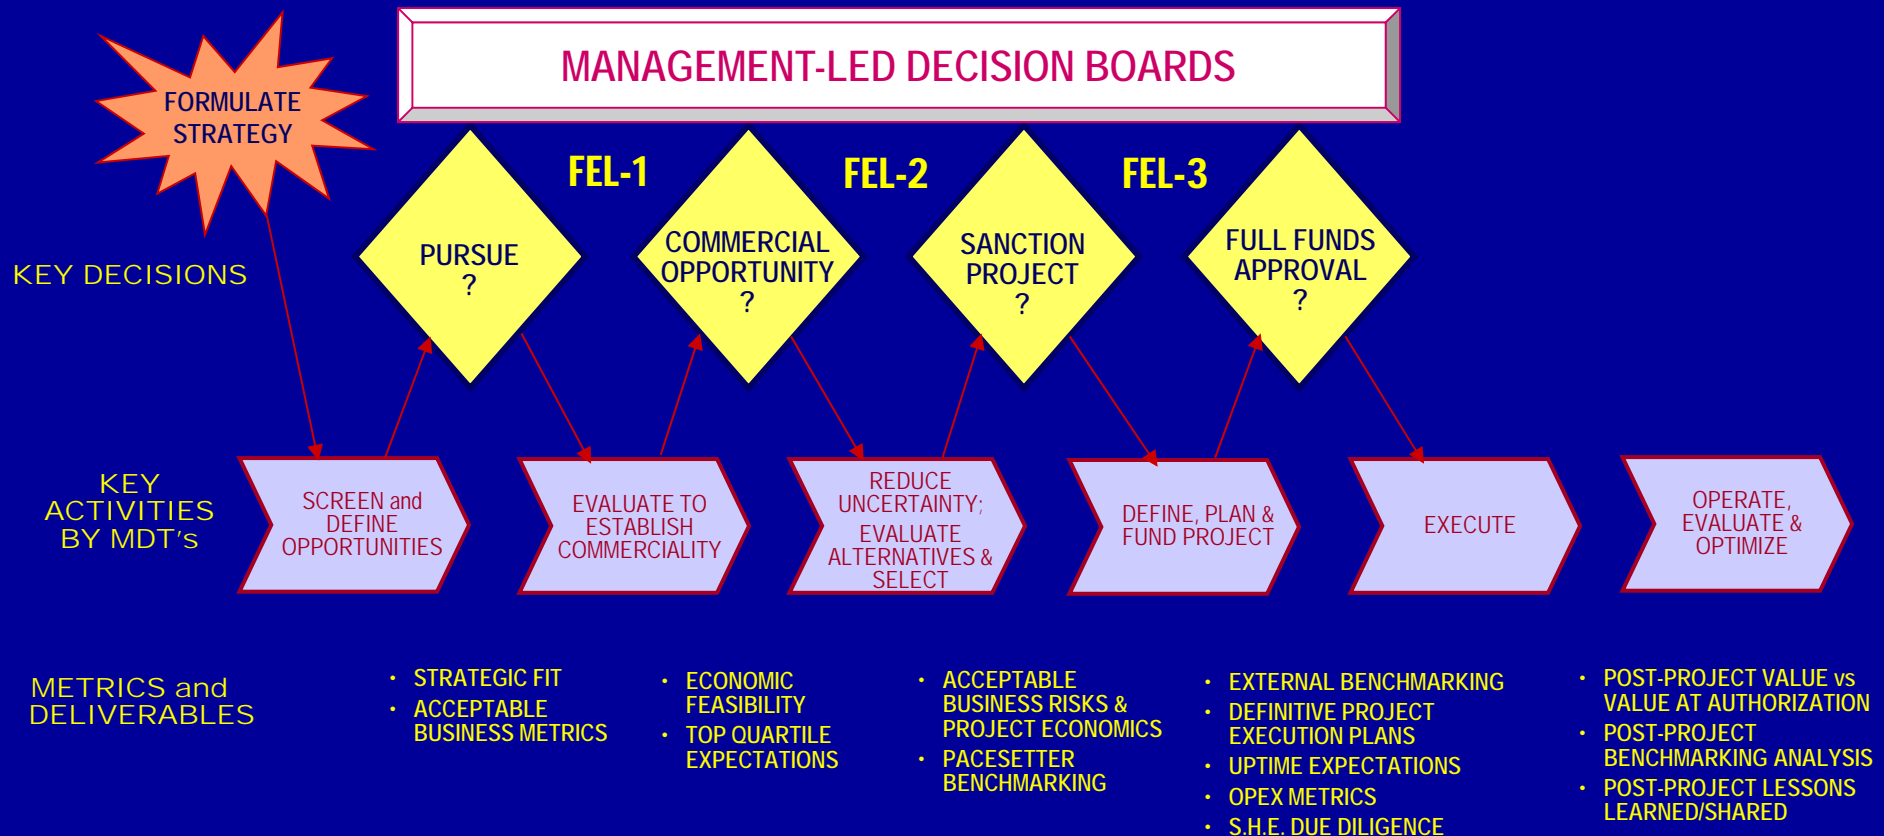 MANAGEMENT-LED DECISION BOARDS
FORMULATE
STRATEGY
FEL-1
FEL-2
FEL-3
KEY DECISIONS
PURSUE
?
COMMERCIAL
OPPORTUNITY
?
SANCTION
PROJECT
?
FULL FUNDS
APPROVAL
?
KEY
ACTIVITIES
BY MDT's
SCREEN and
DEFINE
OPPORTUNITIES
EVALUATE TO
ESTABLISH
COMMERCIALITY
REDUCE
UNCERTAINTY;
EVALUATE
ALTERNATIVES &
SELECT
DEFINE, PLAN &
FUND PROJECT
EXECUTE
OPERATE,
EVALUATE &
OPTIMIZE
METRICS and
DELIVERABLES
• STRATEGIC FIT
• ACCEPTABLE
BUSINESS METRICS
• ECONOMIC
FEASIBILITY
• TOP QUARTILE
EXPECTATIONS
• ACCEPTABLE
BUSINESS RISKS &
PROJECT ECONOMICS
• PACESETTER
BENCHMARKING
• EXTERNAL BENCHMARKING
• DEFINITIVE PROJECT
EXECUTION PLANS
• UPTIME EXPECTATIONS
• OPEX METRICS
• S.H.E. DUE DILIGENCE
• POST-PROJECT VALUE vs
VALUE AT AUTHORIZATION
• POST-PROJECT
BENCHMARKING ANALYSIS
• POST-PROJECT LESSONS
LEARNED/SHARED